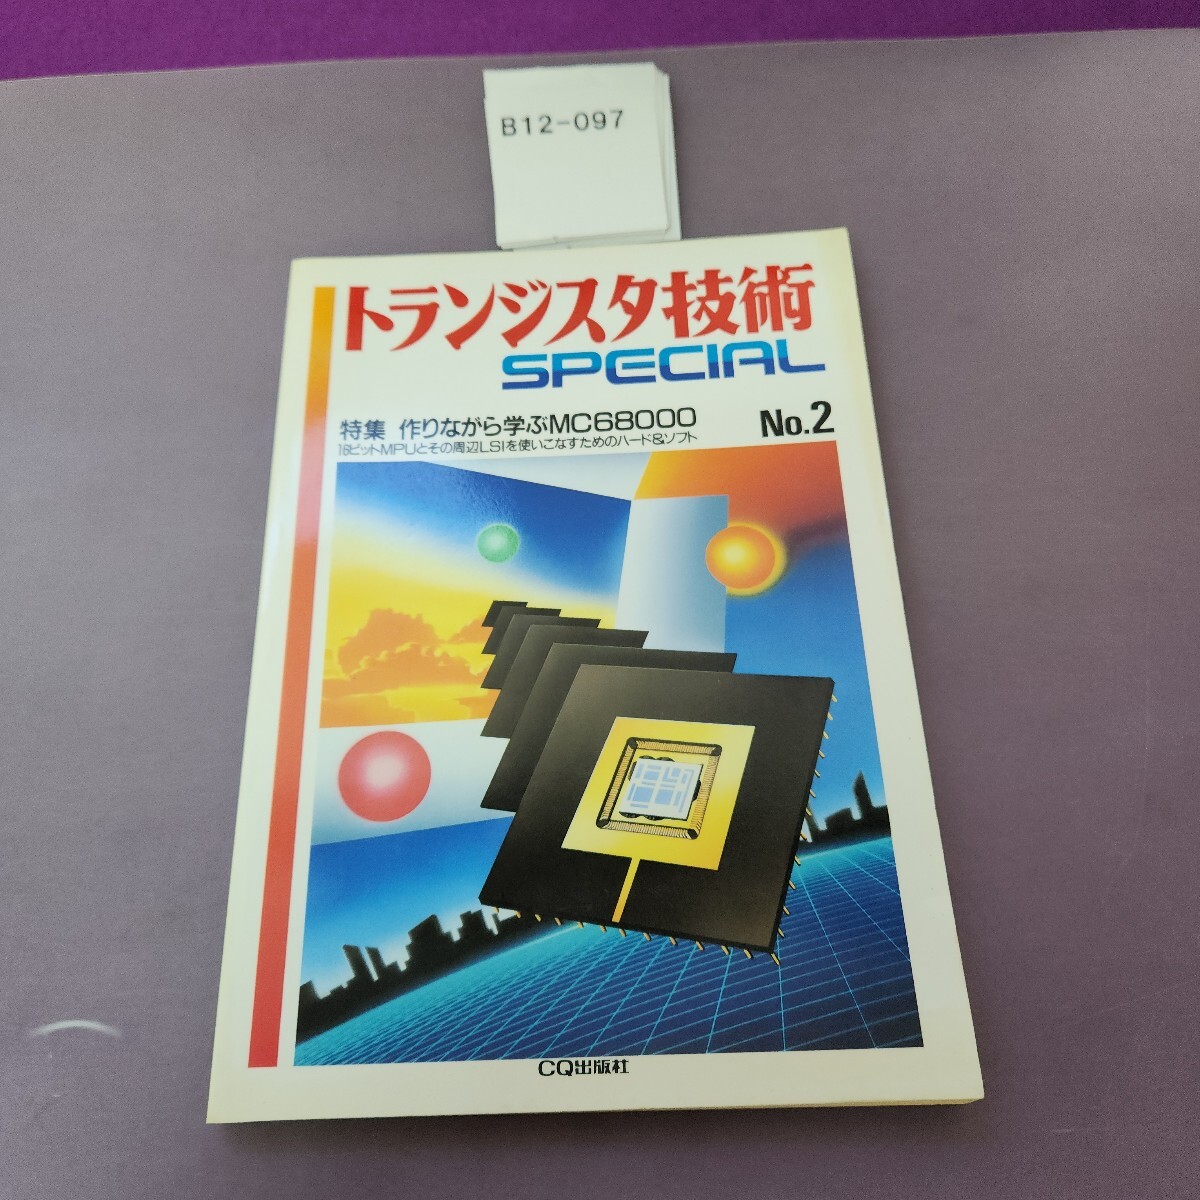 B12-097
トランジスタ技術
SPECIAL
特集 作りながら学ぶMC68000
16ビットMPUとその周辺LSIを使いこなすためのハード&ソフト
No.2
CQ出版社